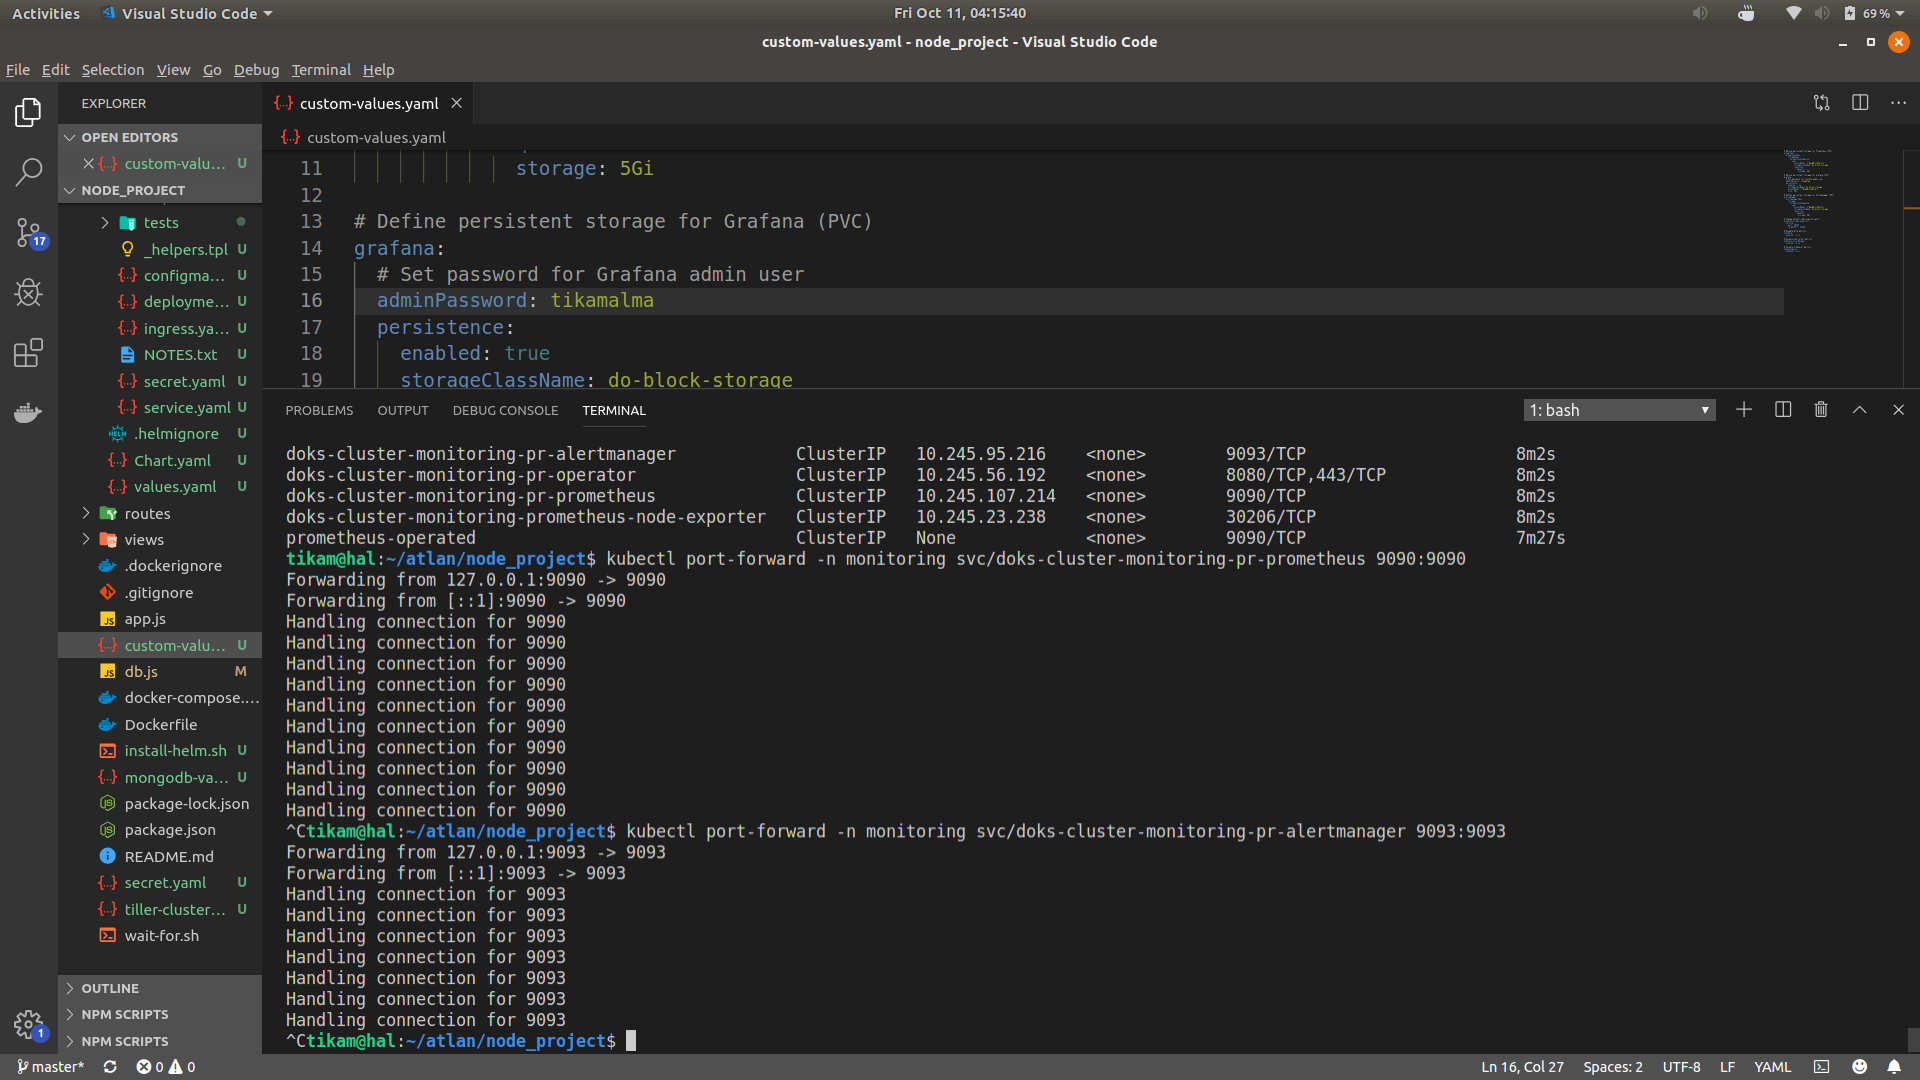 Activities Visual Studio Code Fri Oct 11, 04:15:40 69 %
custom-values.yaml - node_project - Visual Studio Code
File Edit Selection View Go Debug Terminal Help
EXPLORER
OPEN EDITORS
custom-valu... U
NODE_PROJECT
tests
_helpers.tpl U
configma... U
deployme... U
ingress.ya... U
NOTES.txt U
secret.yaml U
service.yaml U
.helmignore U
Chart.yaml U
values.yaml U
routes
views
.dockerignore
.gitignore
app.js
custom-valu... U
db.js M
docker-compose....
Dockerfile
install-helm.sh U
mongodb-va... U
package-lock.json
package.json
README.md
secret.yaml U
tiller-cluster... U
wait-for.sh
OUTLINE
NPM SCRIPTS
NPM SCRIPTS
17
1
custom-values.yaml
custom-values.yaml
11 storage: 5Gi
12
13 # Define persistent storage for Grafana (PVC)
14 grafana:
15 # Set password for Grafana admin user
16 adminPassword: tikamalma
17 persistence:
18 enabled: true
19 storageClassName: do-block-storage
PROBLEMS OUTPUT DEBUG CONSOLE TERMINAL 1: bash
doks-cluster-monitoring-pr-alertmanager ClusterIP 10.245.95.216 <none> 9093/TCP 8m2s
doks-cluster-monitoring-pr-operator ClusterIP 10.245.56.192 <none> 8080/TCP,443/TCP 8m2s
doks-cluster-monitoring-pr-prometheus ClusterIP 10.245.107.214 <none> 9090/TCP 8m2s
doks-cluster-monitoring-prometheus-node-exporter ClusterIP 10.245.23.238 <none> 30206/TCP 8m2s
prometheus-operated ClusterIP None <none> 9090/TCP 7m27s
tikam@hal:~/atlan/node_project$ kubectl port-forward -n monitoring svc/doks-cluster-monitoring-pr-prometheus 9090:9090
Forwarding from 127.0.0.1:9090 -> 9090
Forwarding from [::1]:9090 -> 9090
Handling connection for 9090
Handling connection for 9090
Handling connection for 9090
Handling connection for 9090
Handling connection for 9090
Handling connection for 9090
Handling connection for 9090
Handling connection for 9090
Handling connection for 9090
Handling connection for 9090
^Ctikam@hal:~/atlan/node_project$ kubectl port-forward -n monitoring svc/doks-cluster-monitoring-pr-alertmanager 9093:9093
Forwarding from 127.0.0.1:9093 -> 9093
Forwarding from [::1]:9093 -> 9093
Handling connection for 9093
Handling connection for 9093
Handling connection for 9093
Handling connection for 9093
Handling connection for 9093
Handling connection for 9093
Handling connection for 9093
^Ctikam@hal:~/atlan/node_project$
master* 0 0 Ln 16, Col 27 Spaces: 2 UTF-8 LF YAML